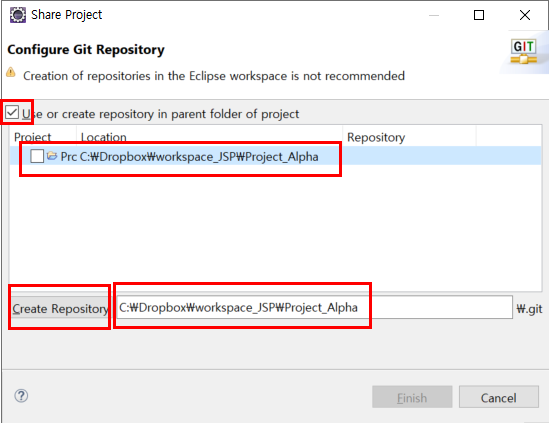 Share Project
Configure Git Repository
GIT
Creation of repositories in the Eclipse workspace is not recommended
Use or create repository in parent folder of project
Project Location Repository
Prc C:₩Dropbox₩workspace_JSP₩Project_Alpha
Create Repository C:₩Dropbox₩workspace_JSP₩Project_Alpha ₩.git
? Finish Cancel